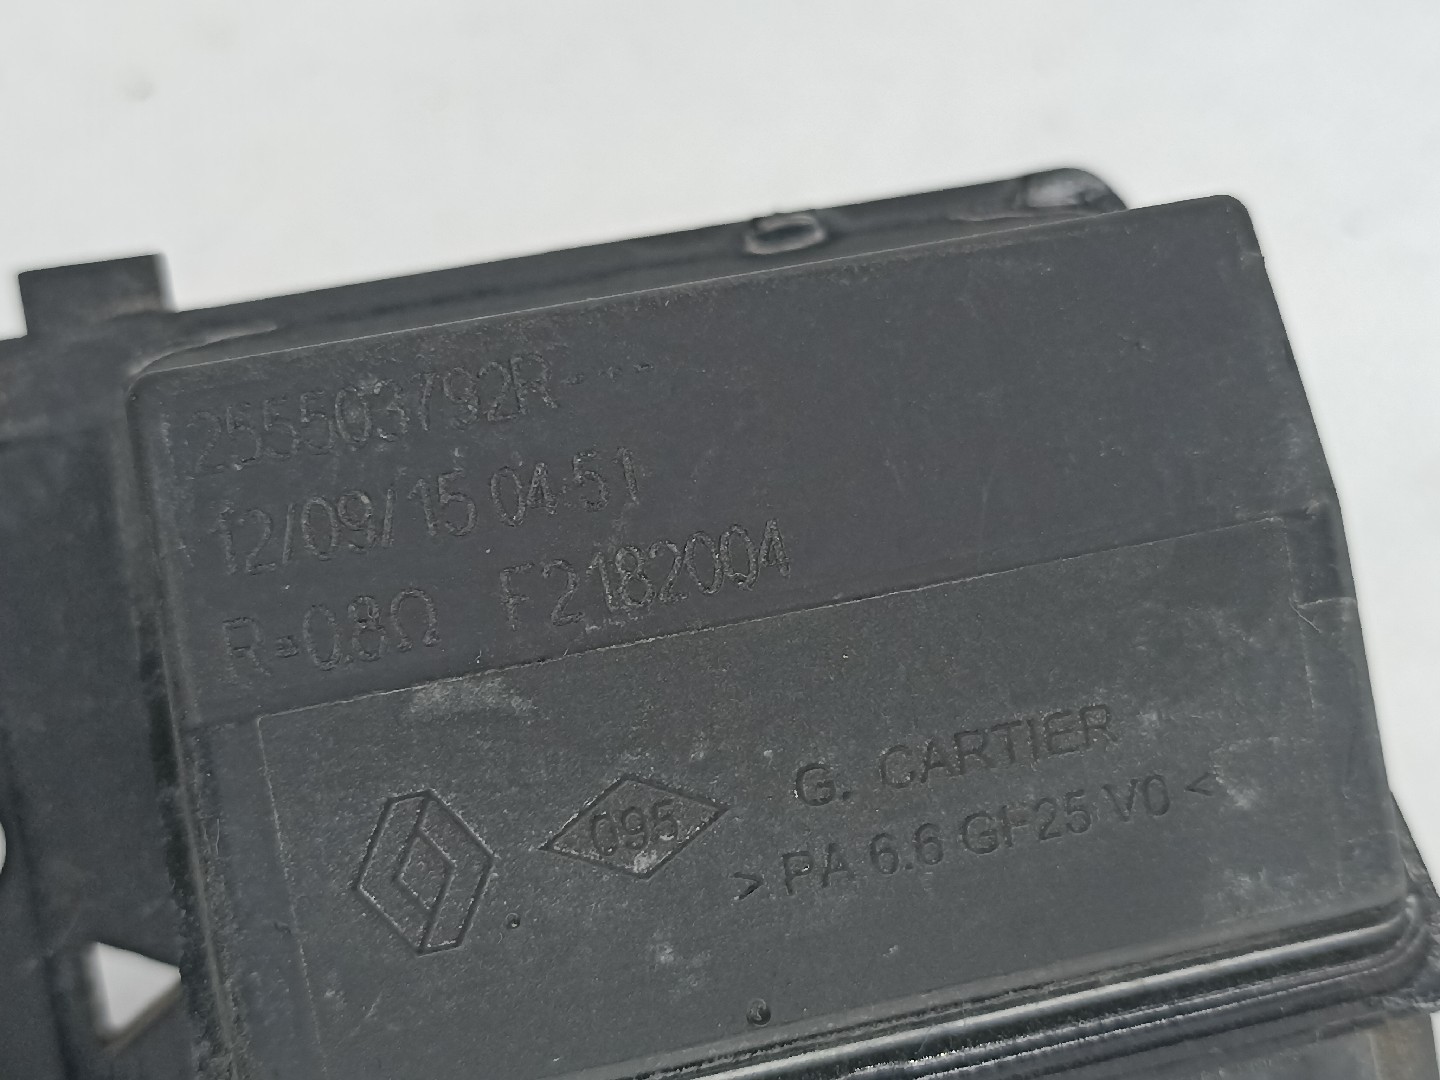 255503792R----
12/09/15 04:51
R=0.8Ω F2182004
095
G. CARTIER
>PA 6.6 GF25 V0<